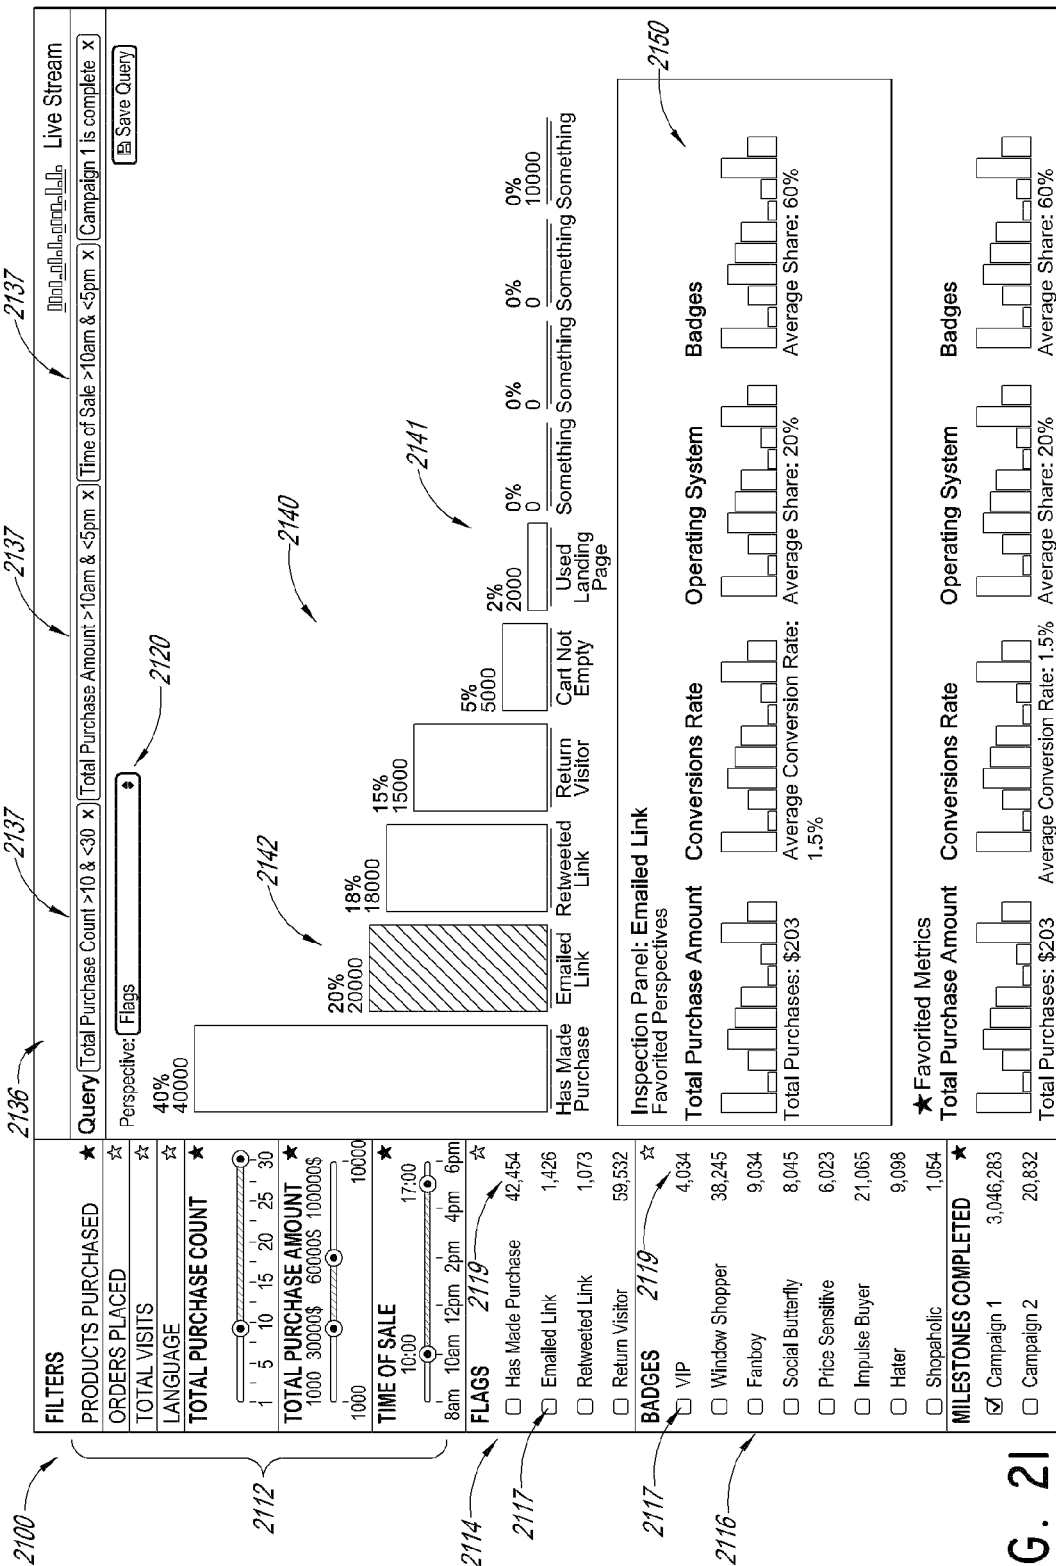 2100
2136
2137
2137
2137
FILTERS
Live Stream
PRODUCTS PURCHASED ★
ORDERS PLACED ☆
TOTAL VISITS ☆
LANGUAGE ☆
Query Total Purchase Count >10 & <30 x Total Purchase Amount >10am & <5pm x Time of Sale >10am & <5pm x Campaign 1 is complete x
Perspective: Flags
2120
Save Query
2112
TOTAL PURCHASE COUNT ★
1 5 10 15 20 25 30
TOTAL PURCHASE AMOUNT ★
1000 30000$ 60000$ 100000$
1000 10000
TIME OF SALE ★
10:00 17:00
8am 10em 12pm 2pm 4pm 6pm
2114
FLAGS ☆
2119
Has Made Purchase 42,454
Emailed Link 1,426
Retweeted Link 1,073
Return Visitor 59,532
2117
BADGES ☆
2119
VIP 4,034
Window Shopper 38,245
Fanboy 9,034
Social Butterfly 8,045
Price Sensitive 6,023
Impulse Buyer 21,065
Hater 9,098
Shopaholic 1,054
2117
2116
MILESTONES COMPLETED ★
Campaign 1 3,046,283
Campaign 2 20,832
40%
40000
Has Made
Purchase
2142
20%
20000
Emailed
Link
18%
18000
Retweeted
Link
15%
15000
Return
Visitor
2140
5%
5000
Cart Not
Empty
2141
2%
2000
Used
Landing
Page
0%
0
Something
0%
0
Something
0%
0
Something
0%
10000
Something
2150
Inspection Panel: Emailed Link
Favorited Perspectives
Total Purchase Amount Conversions Rate Operating System Badges
Total Purchases: $203 Average Conversion Rate: Average Share: 20% Average Share: 60%
1.5%
★ Favorited Metrics
Total Purchase Amount Conversions Rate Operating System Badges
Total Purchases: $203 Average Conversion Rate: 1.5% Average Share: 20% Average Share: 60%
G. 21